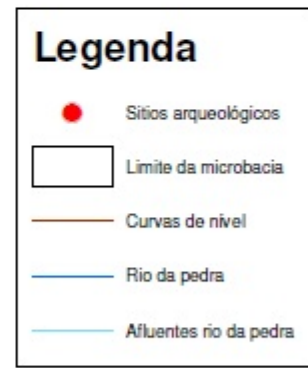 Legenda
Sitios arqueológicos
Limite da microbacia
Curvas de nível
Rio da pedra
Afluentes rio da pedra